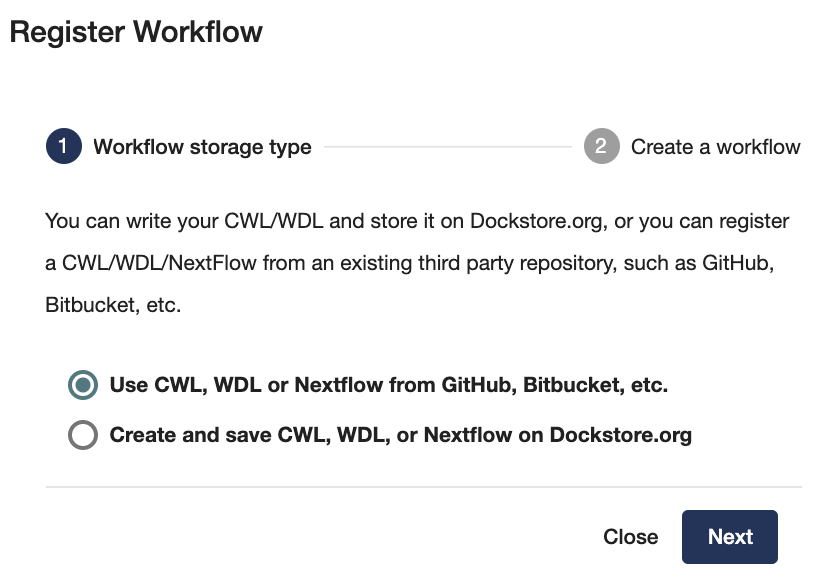 Register Workflow
1 Workflow storage type 2 Create a workflow
You can write your CWL/WDL and store it on Dockstore.org, or you can register
a CWL/WDL/NextFlow from an existing third party repository, such as GitHub,
Bitbucket, etc.
Use CWL, WDL or Nextflow from GitHub, Bitbucket, etc.
Create and save CWL, WDL, or Nextflow on Dockstore.org
Close Next